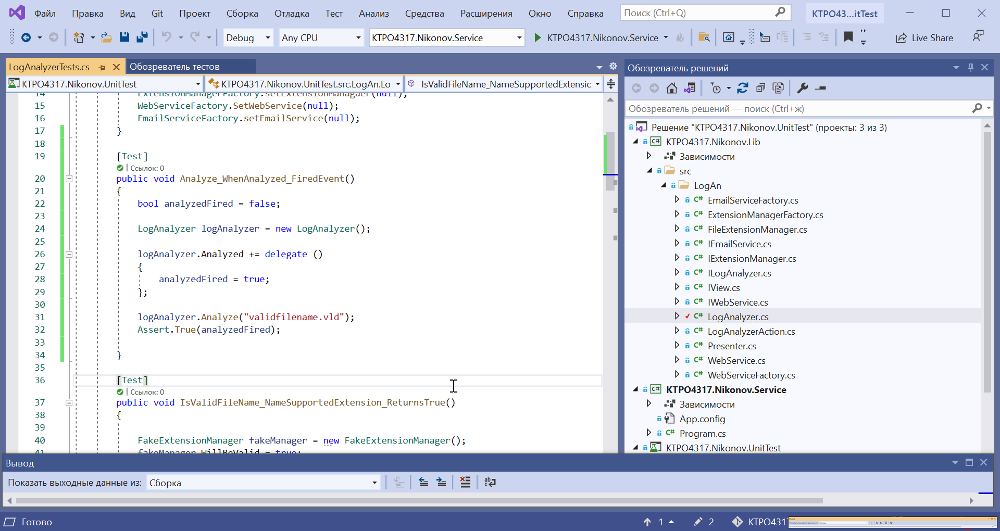 Файл Правка Вид Git Проект Сборка Отладка Тест Анализ Средства Расширения Окно Справка Поиск (Ctrl+Q) КТРО43...itTest
Debug Any CPU KTPO4317.Nikonov.Service KTPO4317.Nikonov.Service Live Share
LogAnalyzerTests.cs Обозреватель тестов
KTPO4317.Nikonov.UnitTest KTPO4317.Nikonov.UnitTest.src.LogAn.Lo IsValidFileName_NameSupportedExtensic
14 ExtensionManagerFactory.setExtensionManagaer(null);
15 WebServiceFactory.SetWebService(null);
16 EmailServiceFactory.setEmailService(null);
17 }
18
19 [Test]
Ссылок: 0
20 public void Analyze_WhenAnalyzed_FiredEvent()
21 {
22 bool analyzedFired = false;
23
24 LogAnalyzer logAnalyzer = new LogAnalyzer();
25
26 logAnalyzer.Analyzed += delegate ()
27 {
28 analyzedFired = true;
29 };
30
31 logAnalyzer.Analyze("validfilename.vld");
32 Assert.True(analyzedFired);
33
34 }
35
36 [Test]
Ссылок: 0
37 public void IsValidFileName_NameSupportedExtension_ReturnsTrue()
38 {
39
40 FakeExtensionManager fakeManager = new FakeExtensionManager();
41 fakeManager.WillBeValid = true;
Обозреватель решений
Обозреватель решений — поиск (Ctrl+ж)
Решение "KTPO4317.Nikonov.UnitTest" (проекты: 3 из 3)
C# KTPO4317.Nikonov.Lib
Зависимости
src
LogAn
C# EmailServiceFactory.cs
C# ExtensionManagerFactory.cs
C# FileExtensionManager.cs
C# IEmailService.cs
C# IExtensionManager.cs
C# ILogAnalyzer.cs
C# IView.cs
C# IWebService.cs
C# LogAnalyzer.cs
C# LogAnalyzerAction.cs
C# Presenter.cs
C# WebService.cs
C# WebServiceFactory.cs
C# KTPO4317.Nikonov.Service
Зависимости
App.config
C# Program.cs
KTPO4317.Nikonov.UnitTest
Вывод
Показать выходные данные из: Сборка
Готово 1 2 KTPO4317